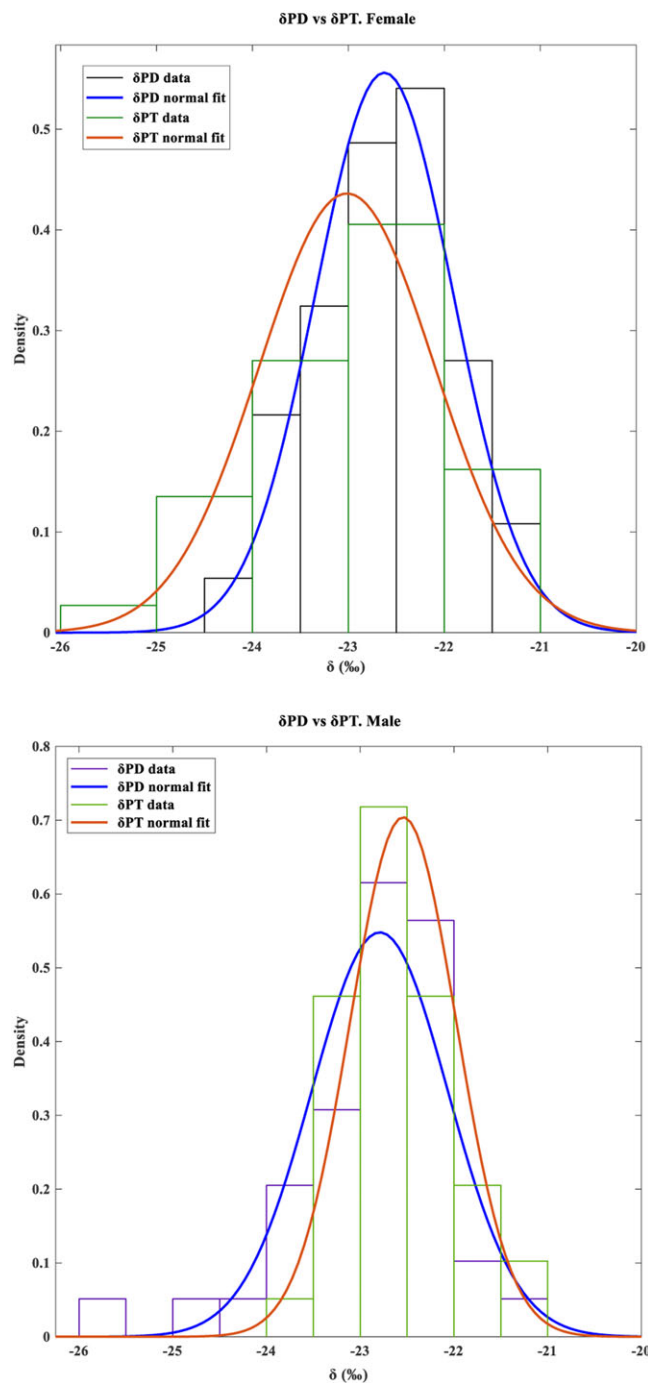 δPD vs δPT. Female
δPD data
δPD normal fit
δPT data
δPT normal fit
0.5
0.4
0.3
0.2
0.1
0
Density
-26 -25 -24 -23 -22 -21 -20
δ (‰)
δPD vs δPT. Male
δPD data
δPD normal fit
δPT data
δPT normal fit
0.8
0.7
0.6
0.5
0.4
0.3
0.2
0.1
0
Density
-26 -25 -24 -23 -22 -21 -20
δ (‰)